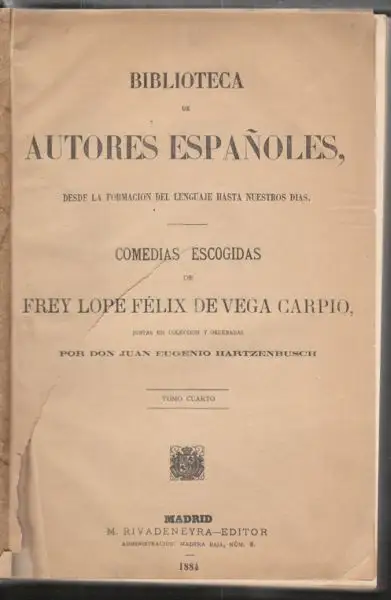 BIBLIOTECA
DE
AUTORES ESPAÑOLES,
DESDE LA FORMACION DEL LENGUAJE HASTA NUESTROS DIAS.
COMEDIAS ESCOGIDAS
DE
FREY LOPE FÉLIX DE VEGA CARPIO,
JUNTAS EN COLECCION Y ORDENADAS
POR DON JUAN EUGENIO HARTZENBUSCH
TOMO CUARTO
MADRID
M. RIVADENEYRA—EDITOR
ADMINISTRACION: MADERA BAJA, NÚM. 8.
1884